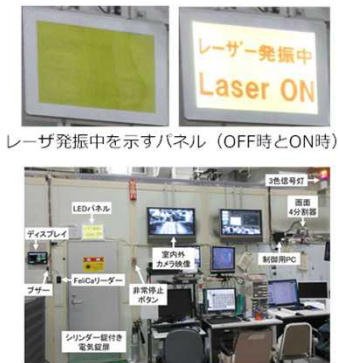 レーザー発振中
Laser ON
レーザ発振中を示すパネル（OFF時とON時）
3色信号灯
LEDパネル
画面
4分割器
ディスプレイ
室内外
カメラ映像
制御用PC
FeliCaリーダー
ブザー
非常停止
ボタン
シリンダー錠付き
電気錠扉